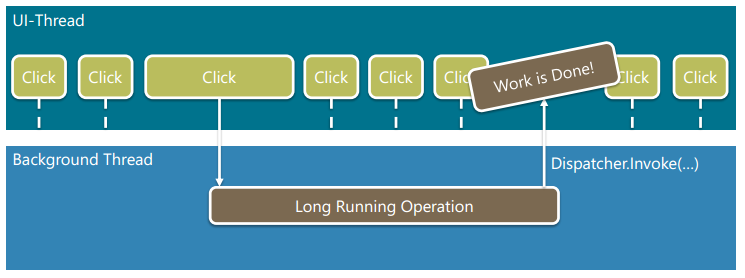 UI-Thread
Click
Click
Click
Click
Click
Click
Work is Done!
Click
Click
Background Thread
Dispatcher.Invoke(...)
Long Running Operation